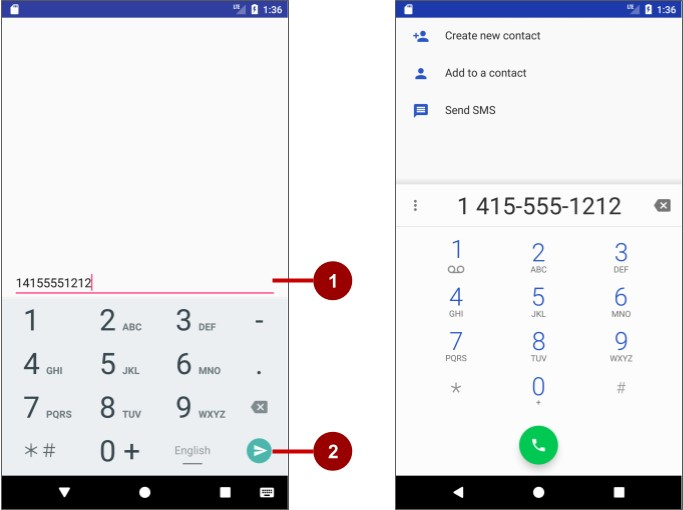 LTE 1:36
14155551212
1
1 2 ABC 3 DEF -
4 GHI 5 JKL 6 MNO .
7 PQRS 8 TUV 9 WXYZ
* # 0 + English
2
LTE 1:36
Create new contact
Add to a contact
Send SMS
1 415-555-1212
1 2 3
ABC DEF
4 5 6
GHI JKL MNO
7 8 9
PQRS TUV WXYZ
* 0 #
+